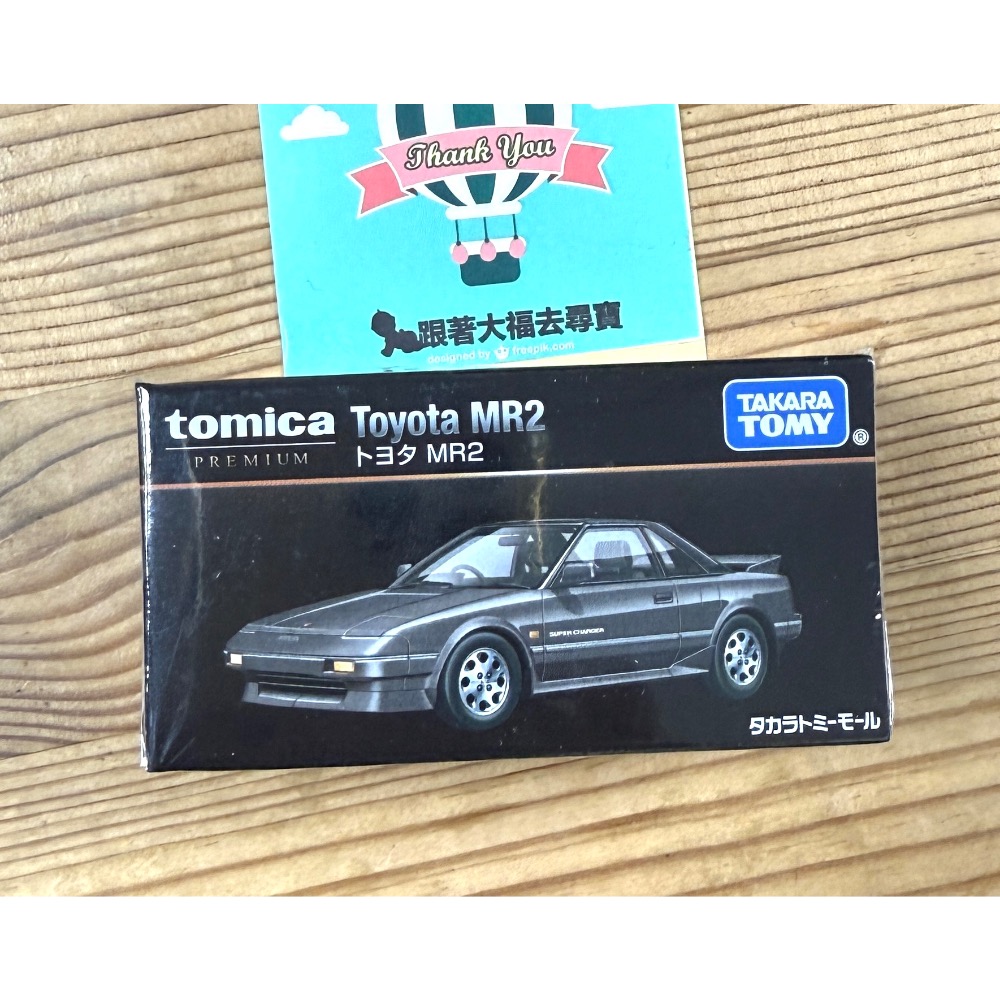 Thank You
跟著大福去尋寶
designed by freepik.com
tomica
PREMIUM
Toyota MR2
トヨタ MR2
TAKARA
TOMY
®
SUPER CHARGER
タカラトミーモール